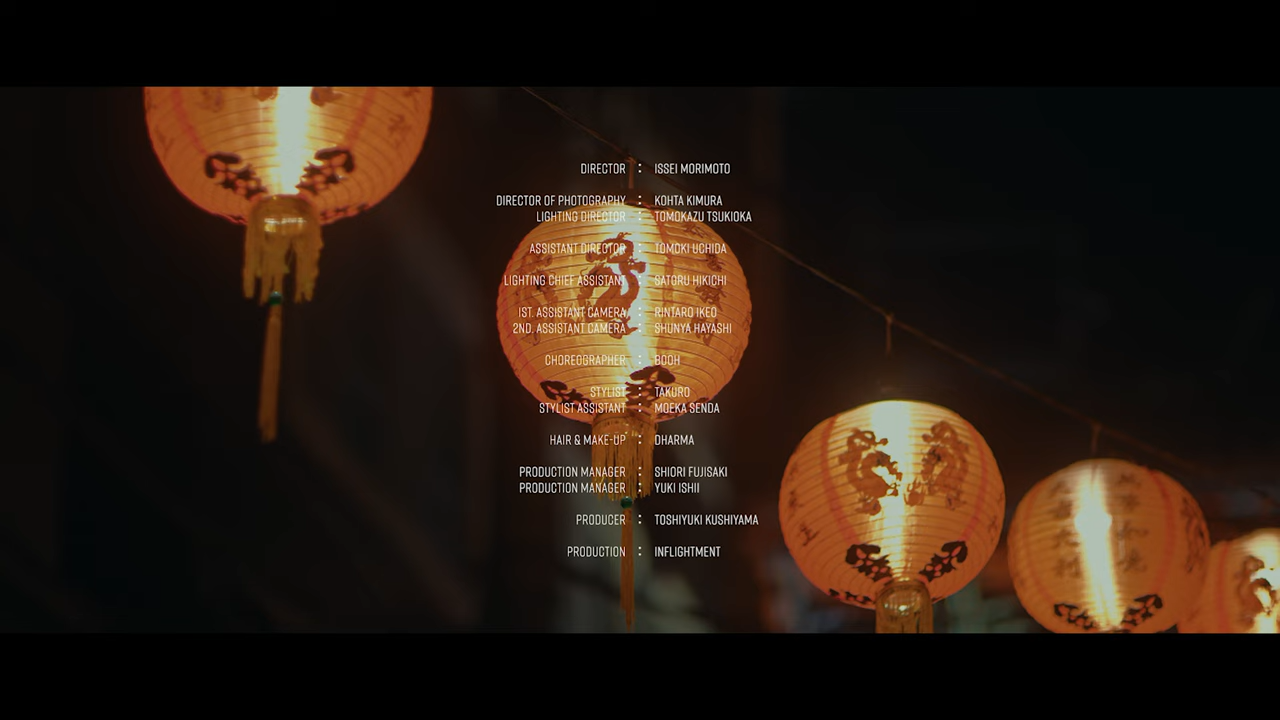 DIRECTOR : ISSEI MORIMOTO
DIRECTOR OF PHOTOGRAPHY : KOHTA KIMURA
LIGHTING DIRECTOR : TOMOKAZU TSUKIOKA
ASSISTANT DIRECTOR : TOMOKI UCHIDA
LIGHTING CHIEF ASSISTANT : SATORU HIKICHI
1ST. ASSISTANT CAMERA : RINTARO IKEO
2ND. ASSISTANT CAMERA : SHUNYA HAYASHI
CHOREOGRAPHER : BOOH
STYLIST : TAKURO
STYLIST ASSISTANT : MOEKA SENDA
HAIR & MAKE-UP : DHARMA
PRODUCTION MANAGER : SHIORI FUJISAKI
PRODUCTION MANAGER : YUKI ISHII
PRODUCER : TOSHIYUKI KUSHIYAMA
PRODUCTION : INFLIGHTMENT